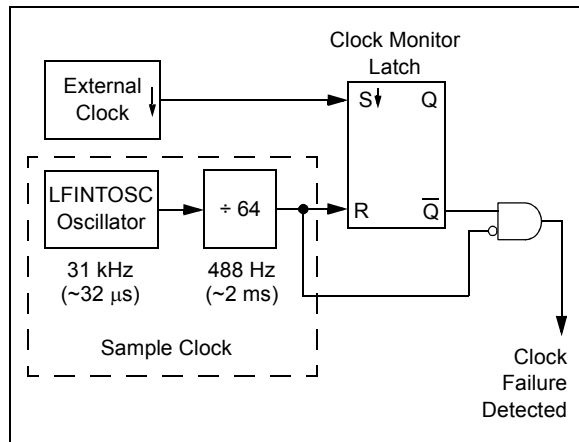 Clock Monitor
Latch
External
Clock
S
Q
LFINTOSC
Oscillator
÷ 64
R
Q̅
31 kHz
(~32 μs)
488 Hz
(~2 ms)
Sample Clock
Clock
Failure
Detected